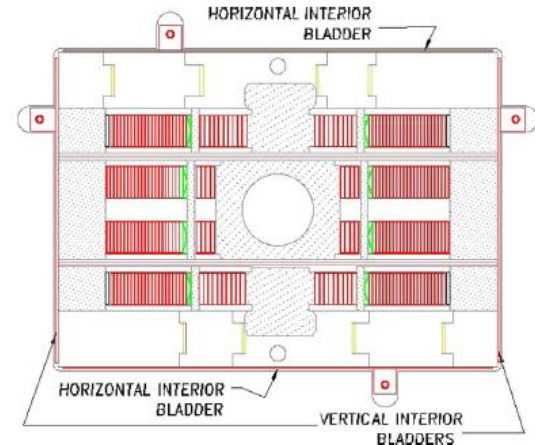 HORIZONTAL INTERIOR
BLADDER
HORIZONTAL INTERIOR
BLADDER
VERTICAL INTERIOR
BLADDERS